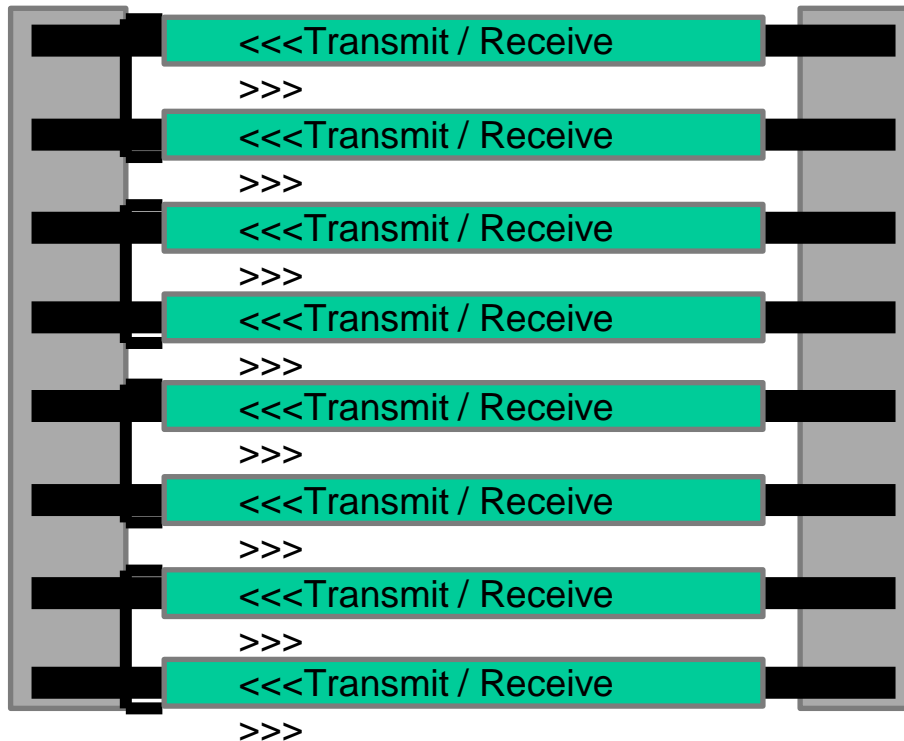 <<<Transmit / Receive
>>>
<<<Transmit / Receive
>>>
<<<Transmit / Receive
>>>
<<<Transmit / Receive
>>>
<<<Transmit / Receive
>>>
<<<Transmit / Receive
>>>
<<<Transmit / Receive
>>>
<<<Transmit / Receive
>>>